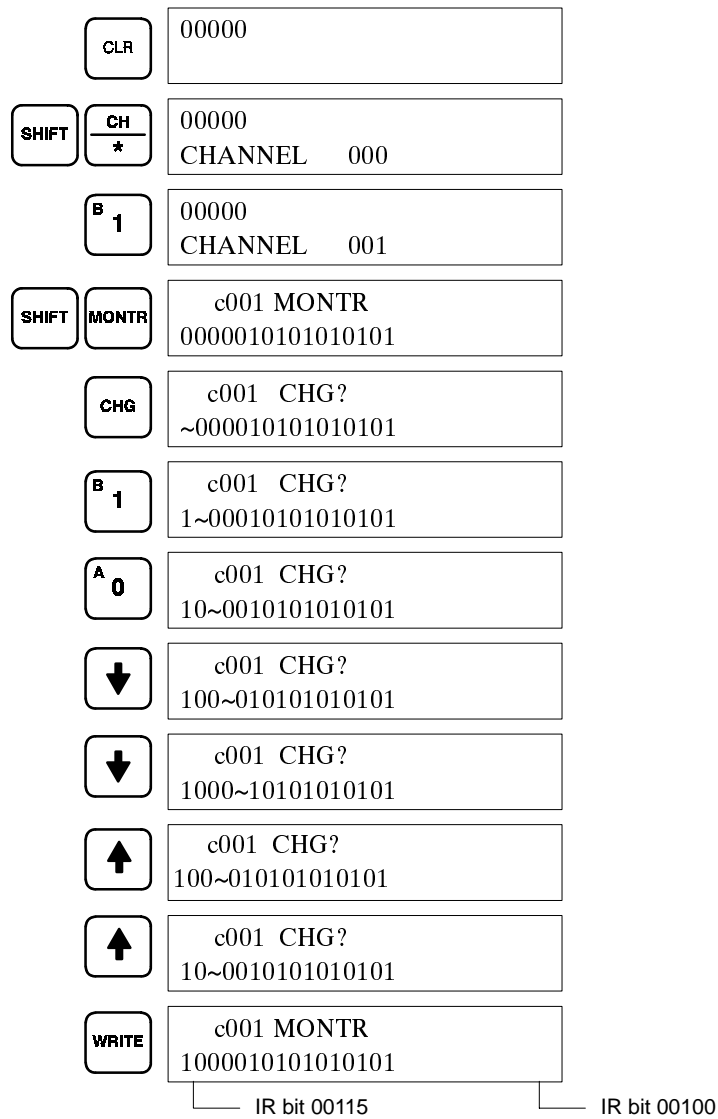 CLR
00000
SHIFT CH * 00000
CHANNEL 000
B 1 00000
CHANNEL 001
SHIFT MONTR c001 MONTR
0000010101010101
CHG c001 CHG?
~000010101010101
B 1 c001 CHG?
1~00010101010101
A 0 c001 CHG?
10~0010101010101
c001 CHG?
100~010101010101
c001 CHG?
1000~10101010101
c001 CHG?
100~010101010101
c001 CHG?
10~0010101010101
WRITE c001 MONTR
1000010101010101
IR bit 00115 IR bit 00100